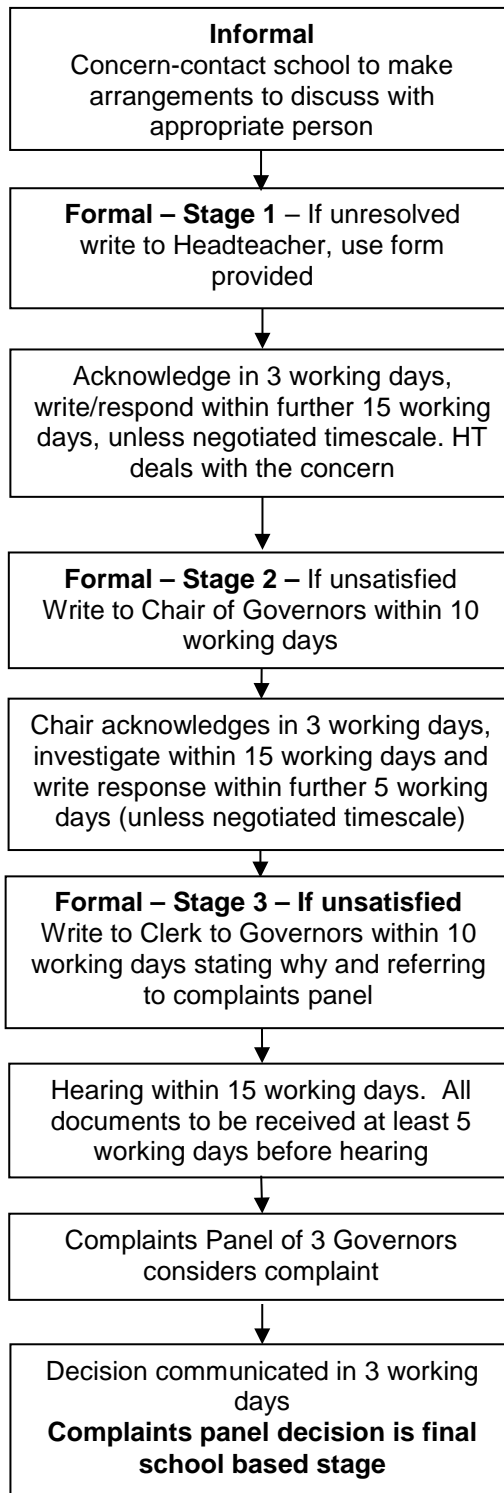 Informal
Concern-contact school to make
arrangements to discuss with
appropriate person
Formal – Stage 1 – If unresolved
write to Headteacher, use form
provided
Acknowledge in 3 working days,
write/respond within further 15 working
days, unless negotiated timescale. HT
deals with the concern
Formal – Stage 2 – If unsatisfied
Write to Chair of Governors within 10
working days
Chair acknowledges in 3 working days,
investigate within 15 working days and
write response within further 5 working
days (unless negotiated timescale)
Formal – Stage 3 – If unsatisfied
Write to Clerk to Governors within 10
working days stating why and referring
to complaints panel
Hearing within 15 working days.  All
documents to be received at least 5
working days before hearing
Complaints Panel of 3 Governors
considers complaint
Decision communicated in 3 working
days
Complaints panel decision is final
school based stage